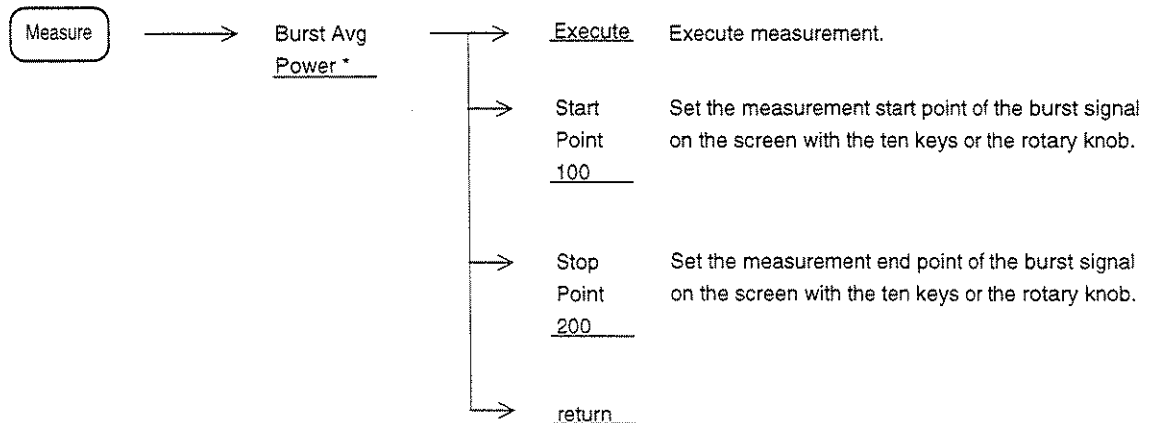 Measure
Burst Avg
Power *
Execute
Execute measurement.
Start
Point
100
Set the measurement start point of the burst signal
on the screen with the ten keys or the rotary knob.
Stop
Point
200
Set the measurement end point of the burst signal
on the screen with the ten keys or the rotary knob.
return